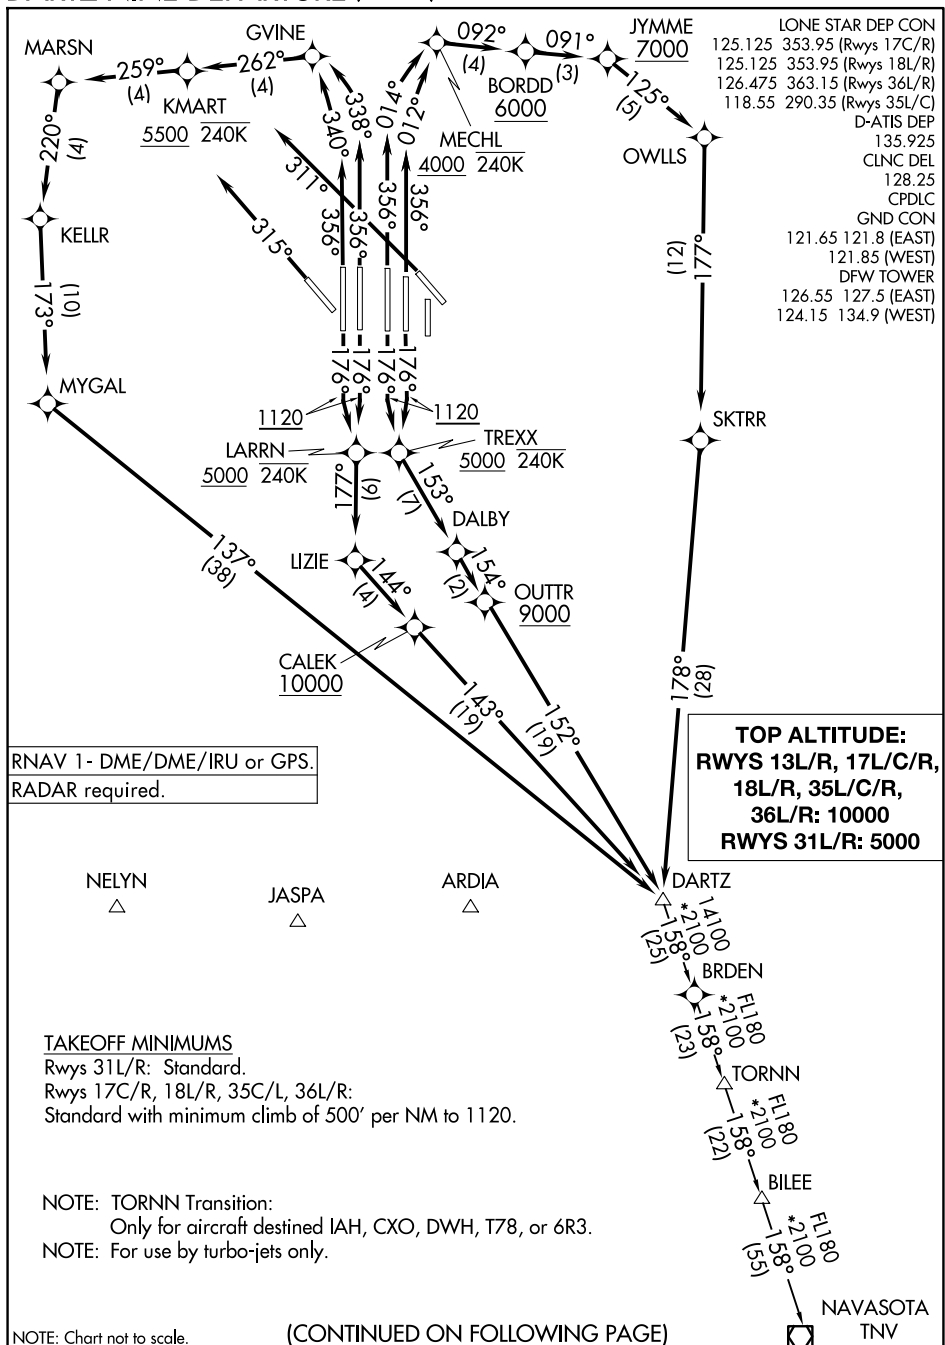 MARSN
GVINE
259°
(4)
262°
(4)
KMART
5500 240K
220°
(4)
KELLR
173°
(10)
MYGAL
340°
338°
311°
315°
356°
356°
356°
356°
014°
012°
092°
(4)
091°
(3)
BORDD
6000
MECHL
4000 240K
JYMME
7000
125°
(5)
OWLLS
177°
(12)
SKTRR
LONE STAR DEP CON
125.125 353.95 (Rwys 17C/R)
125.125 353.95 (Rwys 18L/R)
126.475 363.15 (Rwys 36L/R)
118.55 290.35 (Rwys 35L/C)
D-ATIS DEP
135.925
CLNC DEL
128.25
CPDLC
GND CON
121.65 121.8 (EAST)
121.85 (WEST)
DFW TOWER
126.55 127.5 (EAST)
124.15 134.9 (WEST)
176°
176°
176°
176°
1120
1120
LARRN
5000 240K
TREXX
5000 240K
177°
(9)
153°
(7)
DALBY
LIZIE
144°
(4)
154°
(2)
OUTTR
9000
137°
(38)
CALEK
10000
143°
(19)
152°
(19)
178°
(28)
TOP ALTITUDE:
RWYS 13L/R, 17L/C/R,
18L/R, 35L/C/R,
36L/R: 10000
RWYS 31L/R: 5000
RNAV 1- DME/DME/IRU or GPS.
RADAR required.
NELYN
JASPA
ARDIA
DARTZ
14100
*2100
158°
(25)
BRDEN
FL180
*2100
158°
(23)
TORNN
FL180
*2100
158°
(22)
BILEE
FL180
*2100
158°
(55)
NAVASOTA
TNV
TAKEOFF MINIMUMS
Rwys 31L/R: Standard.
Rwys 17C/R, 18L/R, 35C/L, 36L/R:
Standard with minimum climb of 500' per NM to 1120.
NOTE: TORNN Transition:
Only for aircraft destined IAH, CXO, DWH, T78, or 6R3.
NOTE: For use by turbo-jets only.
NOTE: Chart not to scale.
(CONTINUED ON FOLLOWING PAGE)